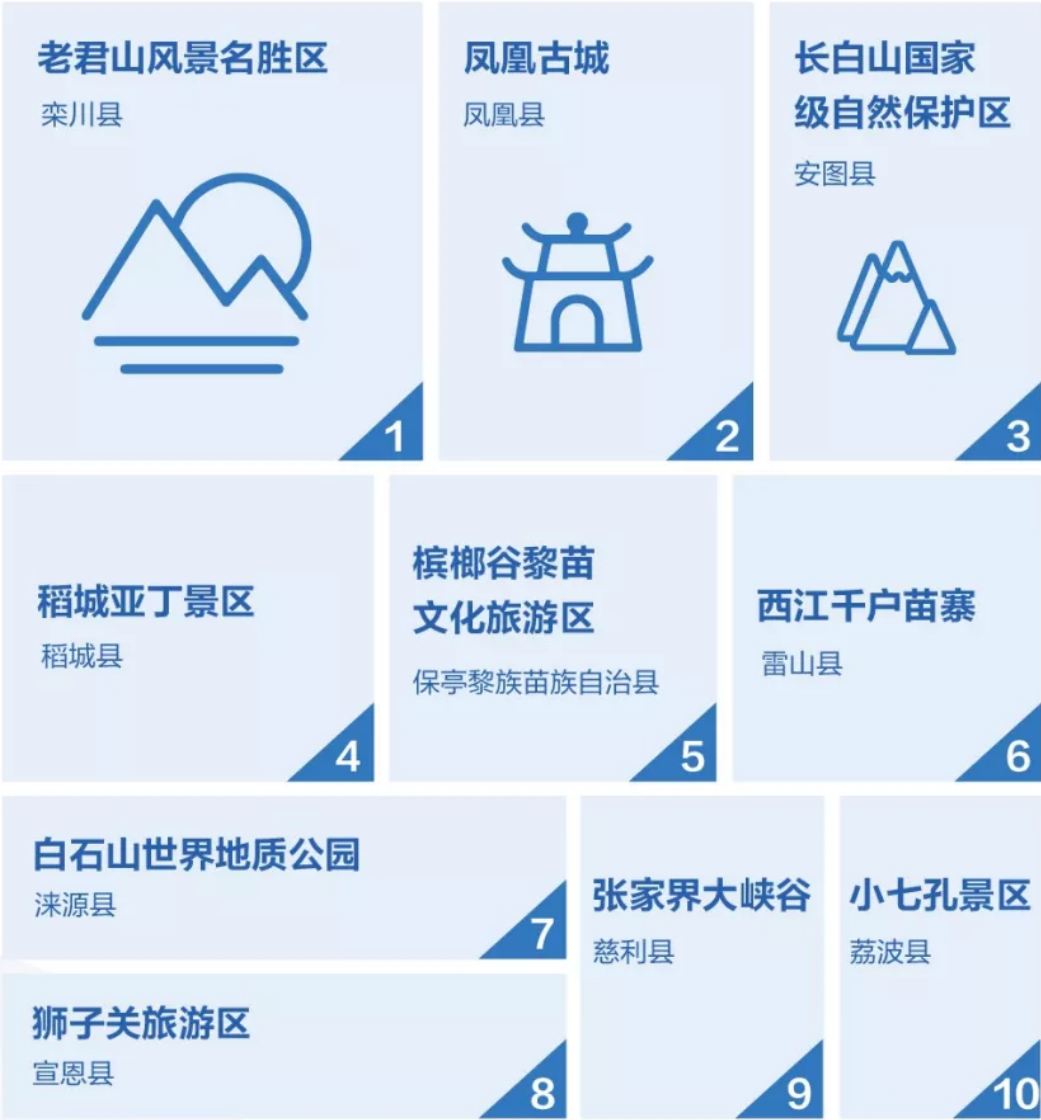 老君山风景名胜区
栾川县
1
凤凰古城
凤凰县
2
长白山国家
级自然保护区
安图县
3
稻城亚丁景区
稻城县
4
槟榔谷黎苗
文化旅游区
保亭黎族苗族自治县
5
西江千户苗寨
雷山县
6
白石山世界地质公园
涞源县
7
狮子关旅游区
宣恩县
8
张家界大峡谷
慈利县
9
小七孔景区
荔波县
10